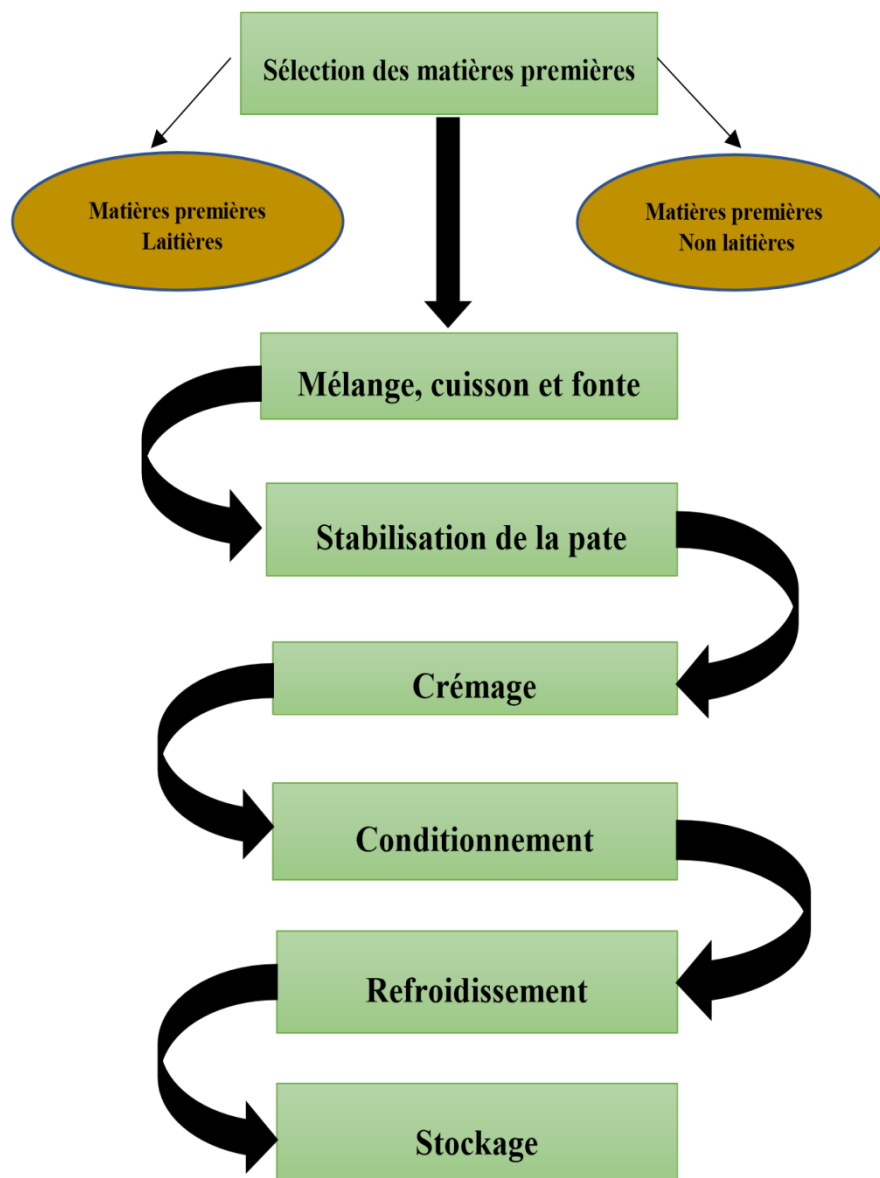 Sélection des matières premières
Matières premières
Laitières
Matières premières
Non laitières
Mélange, cuisson et fonte
Stabilisation de la pate
Crémage
Conditionnement
Refroidissement
Stockage